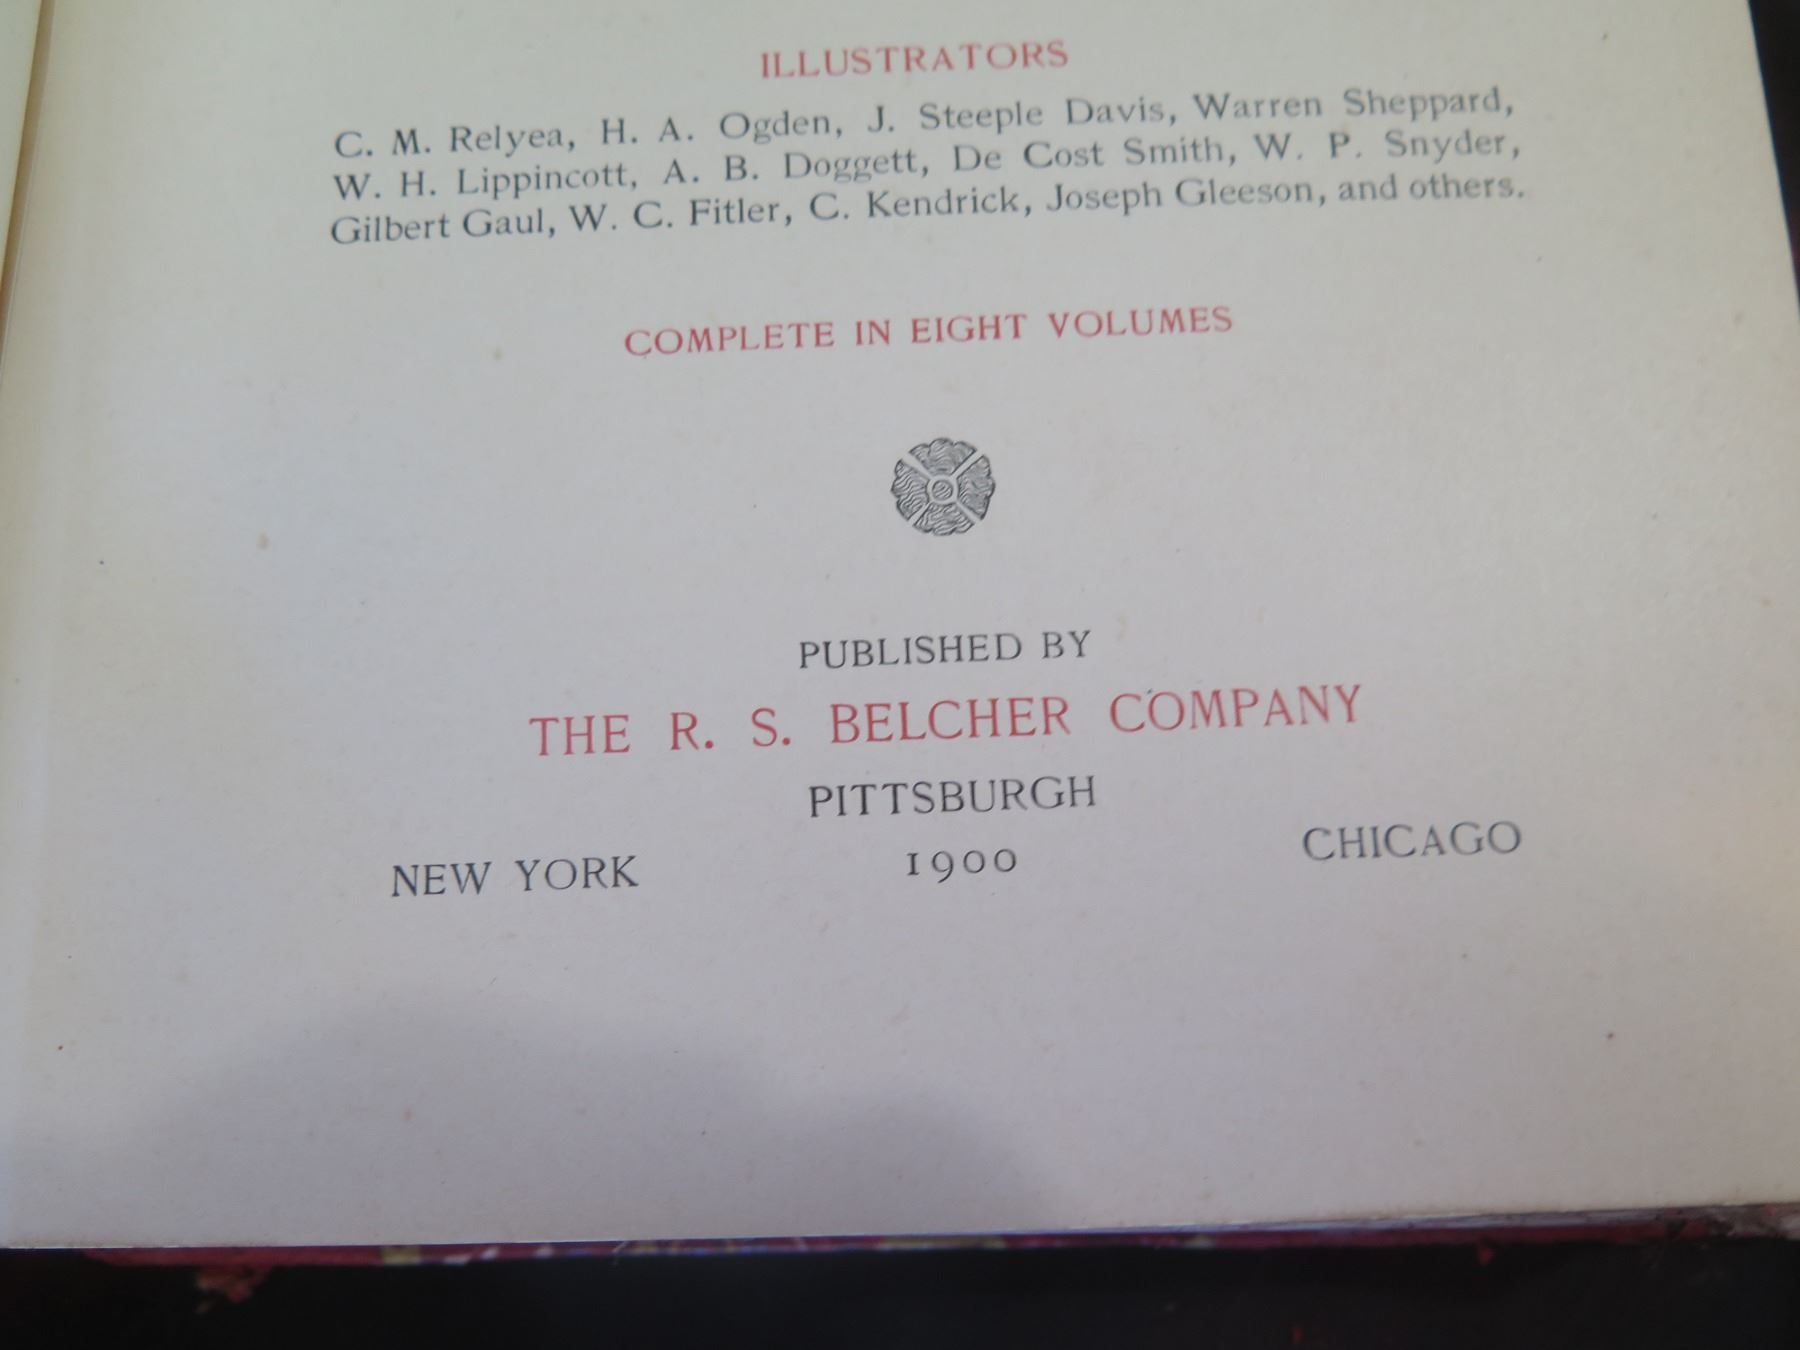 ILLUSTRATORS
C. M. Relyea, H. A. Ogden, J. Steeple Davis, Warren Sheppard,
W. H. Lippincott, A. B. Doggett, De Cost Smith, W. P. Snyder,
Gilbert Gaul, W. C. Fitler, C. Kendrick, Joseph Gleeson, and others.
COMPLETE IN EIGHT VOLUMES
PUBLISHED BY
THE R. S. BELCHER COMPANY
PITTSBURGH
NEW YORK 1900 CHICAGO